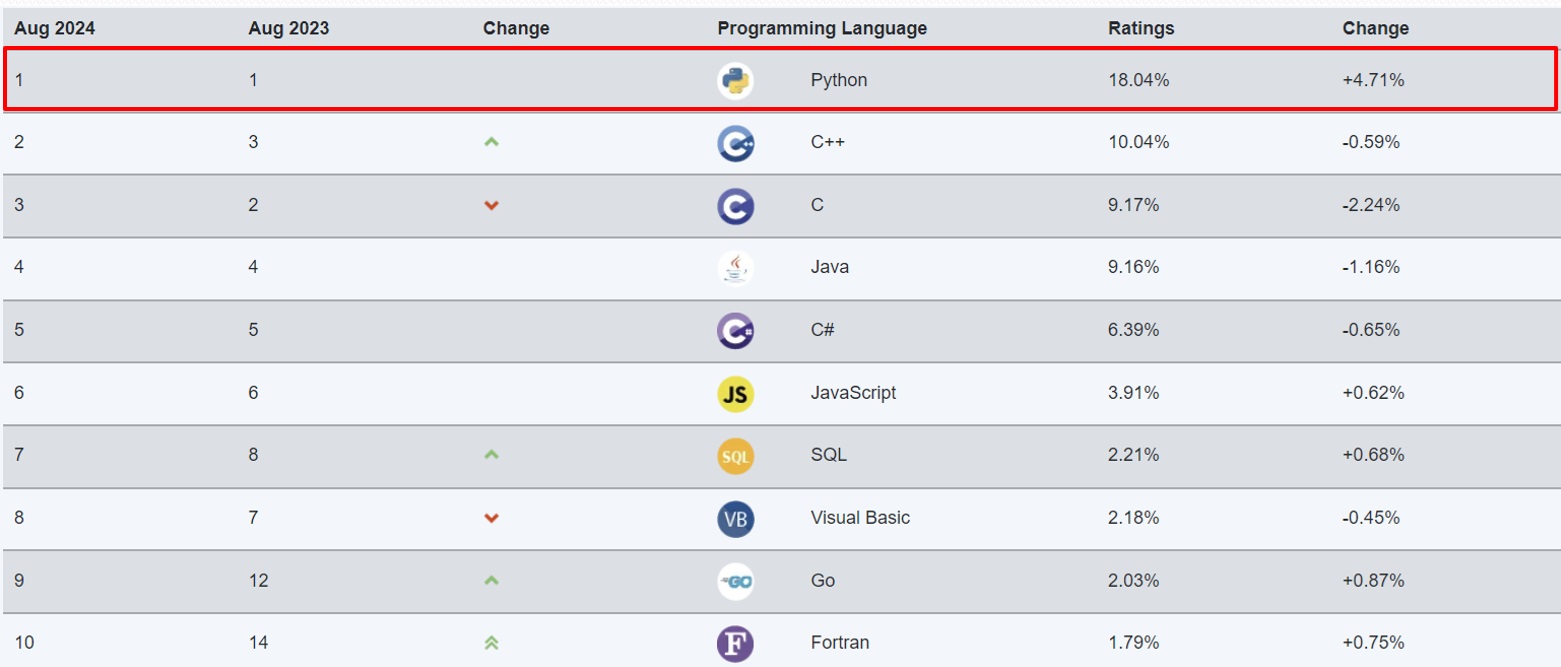 Aug 2024 Aug 2023 Change Programming Language Ratings Change
1 1 Python 18.04% +4.71%
2 3 C++ 10.04% -0.59%
3 2 C 9.17% -2.24%
4 4 Java 9.16% -1.16%
5 5 C# 6.39% -0.65%
6 6 JS JavaScript 3.91% +0.62%
7 8 SQL SQL 2.21% +0.68%
8 7 VB Visual Basic 2.18% -0.45%
9 12 GO Go 2.03% +0.87%
10 14 F Fortran 1.79% +0.75%